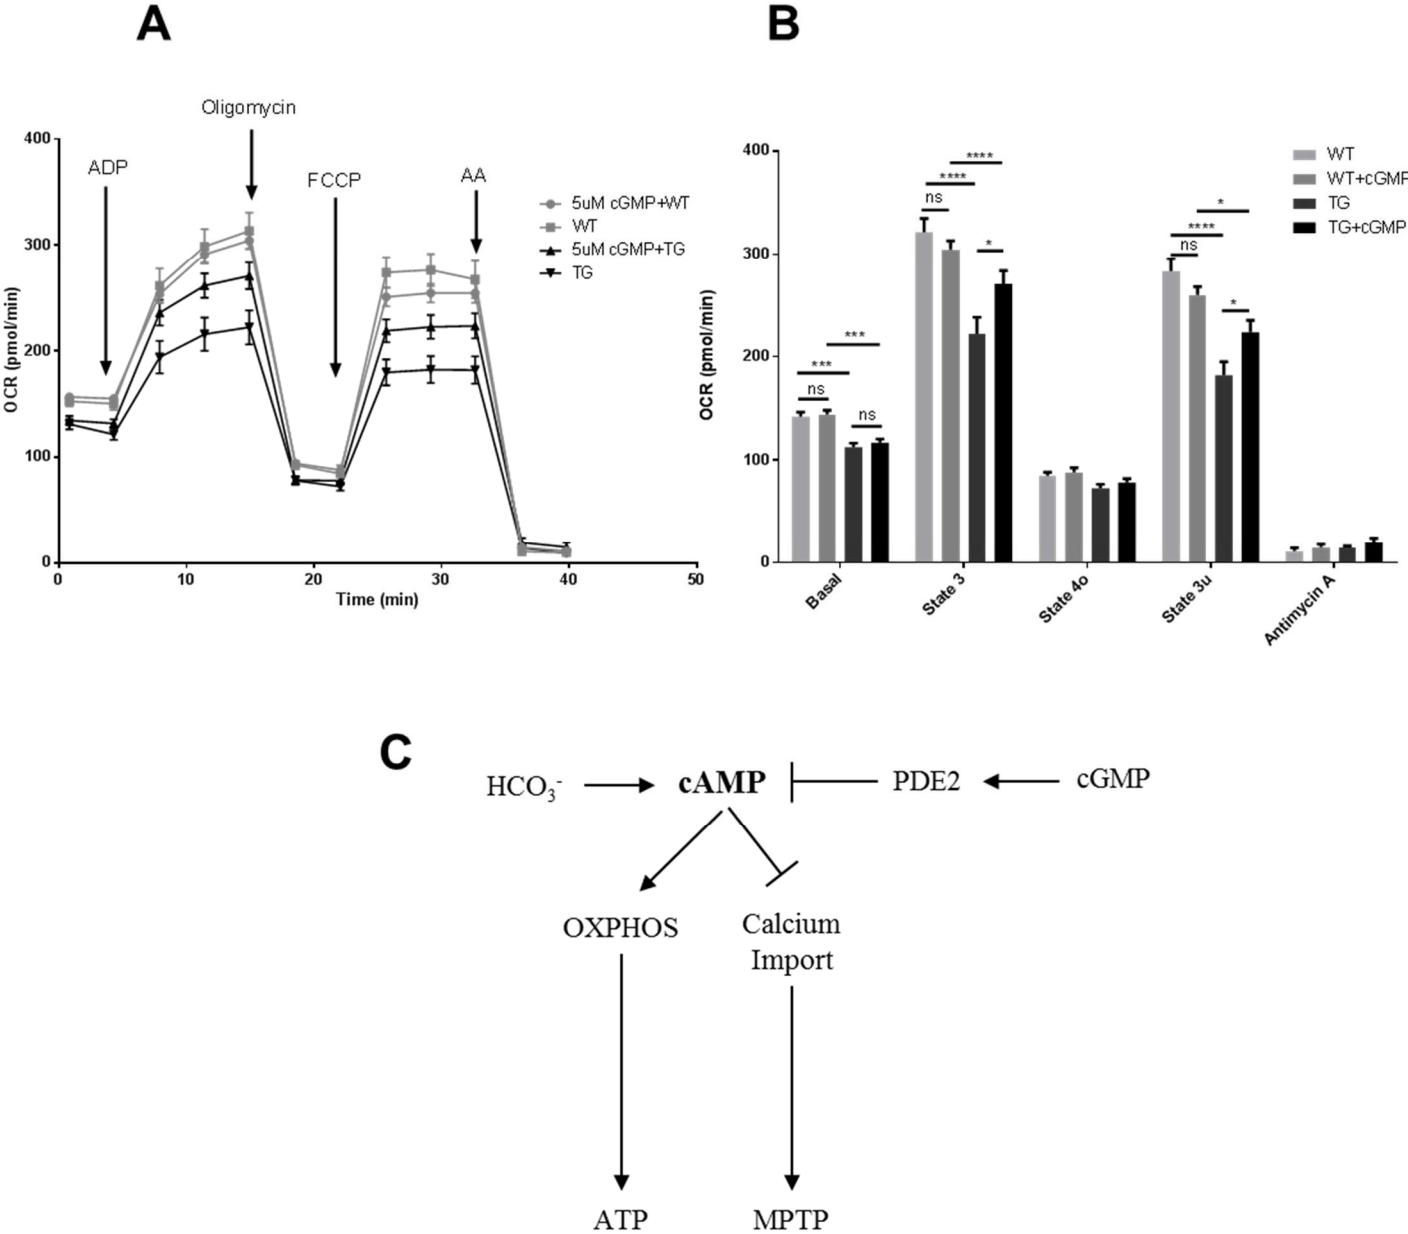 A
Oligomycin
ADP
FCCP
AA
400
300
200
100
0
OCR (pmol/min)
0 10 20 30 40 50
Time (min)
5uM cGMP+WT
WT
5uM cGMP+TG
TG
B
400
300
200
100
0
OCR (pmol/min)
ns
***
***
ns
ns
****
****
*
ns
****
*
*
Basal
State 3
State 4o
State 3u
Antimycin A
WT
WT+cGMP
TG
TG+cGMP
C
HCO₃⁻ cAMP PDE2 cGMP
OXPHOS Calcium
Import
ATP MPTP